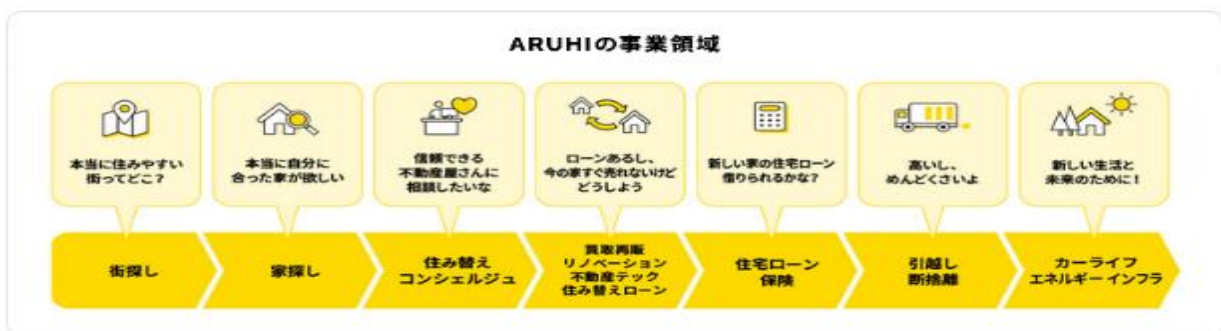 ARUHIの事業領域
本当に住みやすい
街ってどこ？
本当に自分に
合った家が欲しい
信頼できる
不動産屋さんに
相談したいな
ローンあるし、
今の家すぐ売れないけど
どうしよう
新しい家の住宅ローン
借りられるかな？
高いし、
めんどくさいよ
新しい生活と
未来のために！
街探し
家探し
住み替え
コンシェルジュ
買取再販
リノベーション
不動産テック
住み替えローン
住宅ローン
保険
引越し
断捨離
カーライフ
エネルギーインフラ